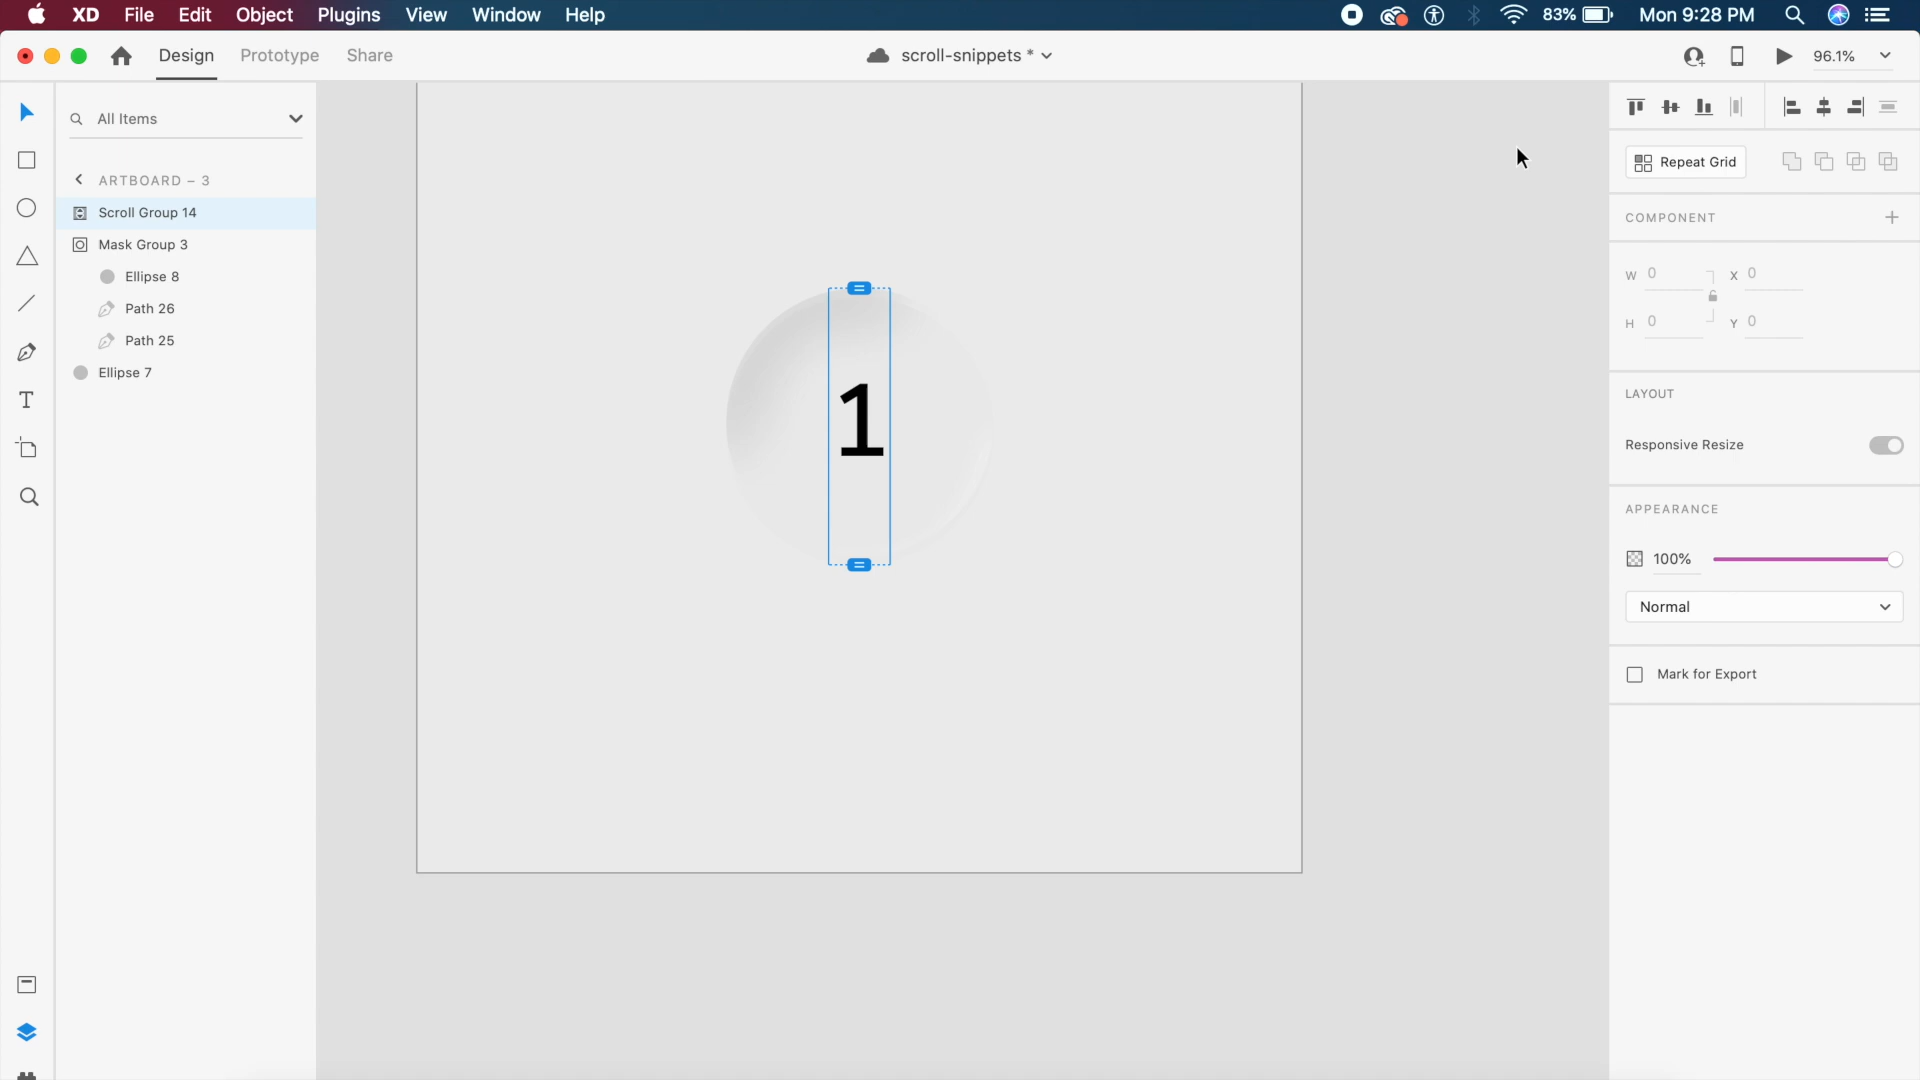 XD File Edit Object Plugins View Window Help 83% Mon 9:28 PM
Design Prototype Share scroll-snippets * 96.1%
All Items
ARTBOARD – 3
Scroll Group 14
Mask Group 3
Ellipse 8
Path 26
Path 25
Ellipse 7
1
Repeat Grid
COMPONENT
W 0 X 0
H 0 Y 0
LAYOUT
Responsive Resize
APPEARANCE
100%
Normal
Mark for Export